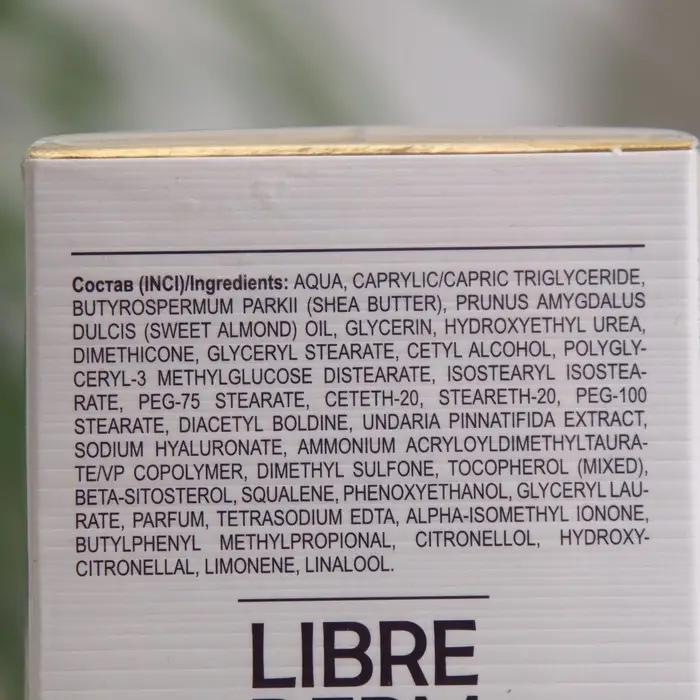 Состав (INCI)/Ingredients: AQUA, CAPRYLIC/CAPRIC TRIGLYCERIDE,
BUTYROSPERMUM PARKII (SHEA BUTTER), PRUNUS AMYGDALUS
DULCIS (SWEET ALMOND) OIL, GLYCERIN, HYDROXYETHYL UREA,
DIMETHICONE, GLYCERYL STEARATE, CETYL ALCOHOL, POLYGLY-
CERYL-3 METHYLGLUCOSE DISTEARATE, ISOSTEARYL ISOSTEA-
RATE, PEG-75 STEARATE, CETETH-20, STEARETH-20, PEG-100
STEARATE, DIACETYL BOLDINE, UNDARIA PINNATIFIDA EXTRACT,
SODIUM HYALURONATE, AMMONIUM ACRYLOYLDIMETHYLTAURA-
TE/VP COPOLYMER, DIMETHYL SULFONE, TOCOPHEROL (MIXED),
BETA-SITOSTEROL, SQUALENE, PHENOXYETHANOL, GLYCERYL LAU-
RATE, PARFUM, TETRASODIUM EDTA, ALPHA-ISOMETHYL IONONE,
BUTYLPHENYL METHYLPROPIONAL, CITRONELLOL, HYDROXY-
CITRONELLAL, LIMONENE, LINALOOL.
LIBRE